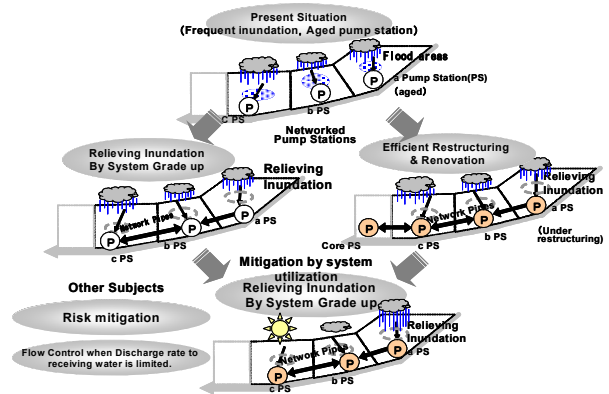 Present Situation
(Frequent inundation, Aged pump station)
Flood areas
P
P
P
a Pump Station(PS)
(aged)
b PS
c PS
Networked
Pump Stations
Relieving Inundation
By System Grade up
Efficient Restructuring
& Renovation
Relieving
Inundation
Network Pipes
P
P
P
a PS
b PS
c PS
Relieving
Inundation
Network Pipes
P
P
P
P
a PS
b PS
c PS
Core PS
(Under
restructuring)
Mitigation by system
utilization
Relieving Inundation
By System Grade up
Other Subjects
Risk mitigation
Flow Control when Discharge rate to
receiving water is limited.
Relieving
Inundation
Network Pipes
P
P
P
a PS
b PS
c PS